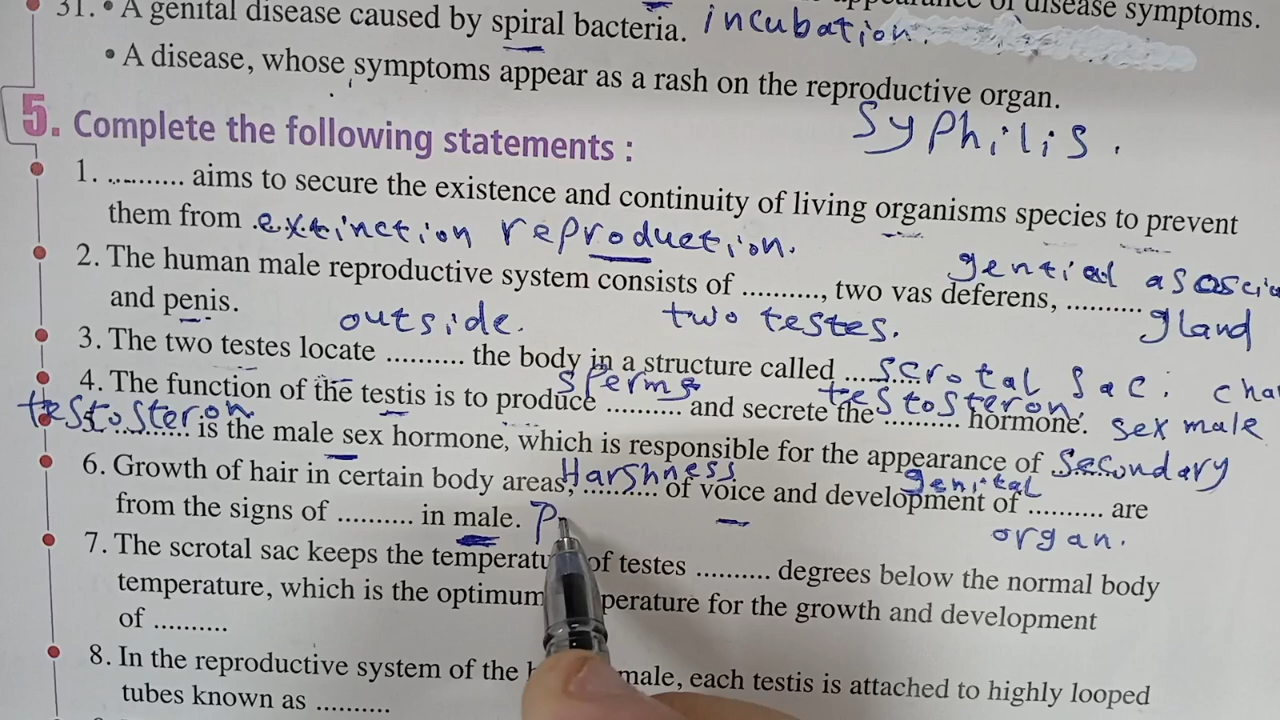 disease symptoms.
31. • A genital disease caused by spiral bacteria. incubation.
• A disease, whose symptoms appear as a rash on the reproductive organ.
Syphilis.
5. Complete the following statements :
1. .......... aims to secure the existence and continuity of living organisms species to prevent
them from extinction reproduction.
gential
2. The human male reproductive system consists of .........., two vas deferens, ..........
gland
and penis. outside. two testes.
3. The two testes locate .......... the body in a structure called .......... scrotal sac.
sperms testosteron.
4. The function of the testis is to produce .......... and secrete the .......... hormone. sex male
testosteron.
5. .......... is the male sex hormone, which is responsible for the appearance of secondary
Harshness genital
6. Growth of hair in certain body areas, .......... of voice and development of .......... are
organ.
from the signs of .......... in male. P
7. The scrotal sac keeps the of testes .......... degrees below the normal body
temperature, which is the optimum for the growth and development
of ..........
8. In the reproductive system of the male, each testis is attached to highly looped
tubes known as ..........